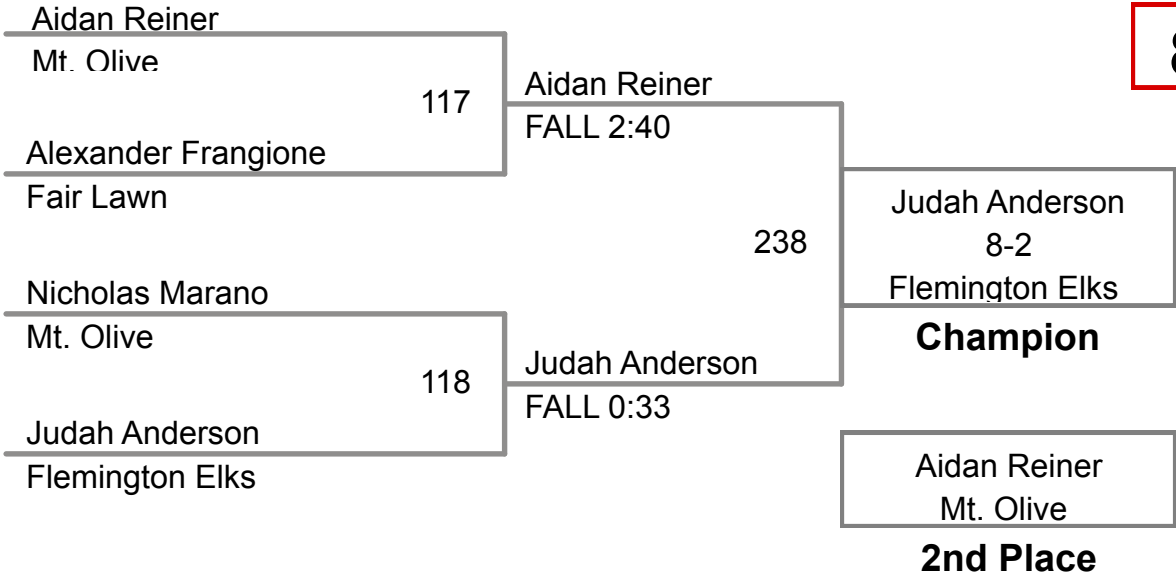 Aidan Reiner
Mt. Olive
117
Alexander Frangione
Fair Lawn
Aidan Reiner
FALL 2:40
Nicholas Marano
Mt. Olive
118
Judah Anderson
Flemington Elks
Judah Anderson
FALL 0:33
238
Judah Anderson
8-2
Flemington Elks
Champion
Aidan Reiner
Mt. Olive
2nd Place